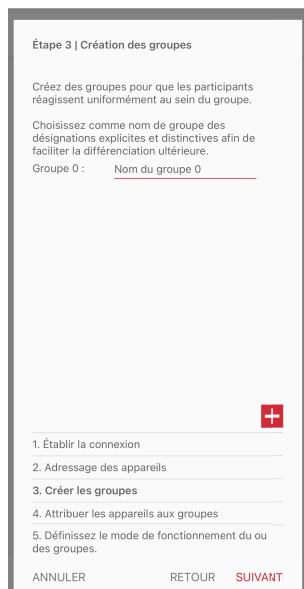 Étape 3 | Création des groupes
Créez des groupes pour que les participants
réagissent uniformément au sein du groupe.
Choisissez comme nom de groupe des
désignations explicites et distinctives afin de
faciliter la différenciation ultérieure.
Groupe 0 : Nom du groupe 0
1. Établir la connexion
2. Adressage des appareils
3. Créer les groupes
4. Attribuer les appareils aux groupes
5. Définissez le mode de fonctionnement du ou
des groupes.
ANNULER RETOUR SUIVANT